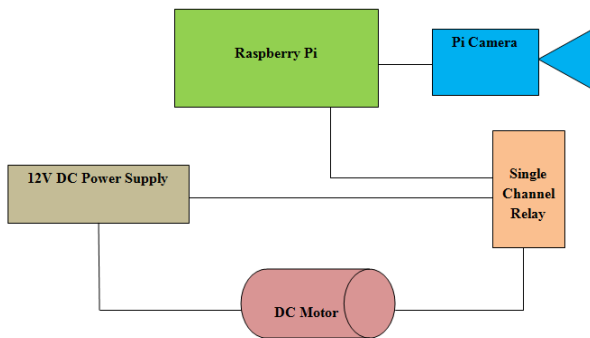 Raspberry Pi
Pi Camera
12V DC Power Supply
Single
Channel
Relay
DC Motor